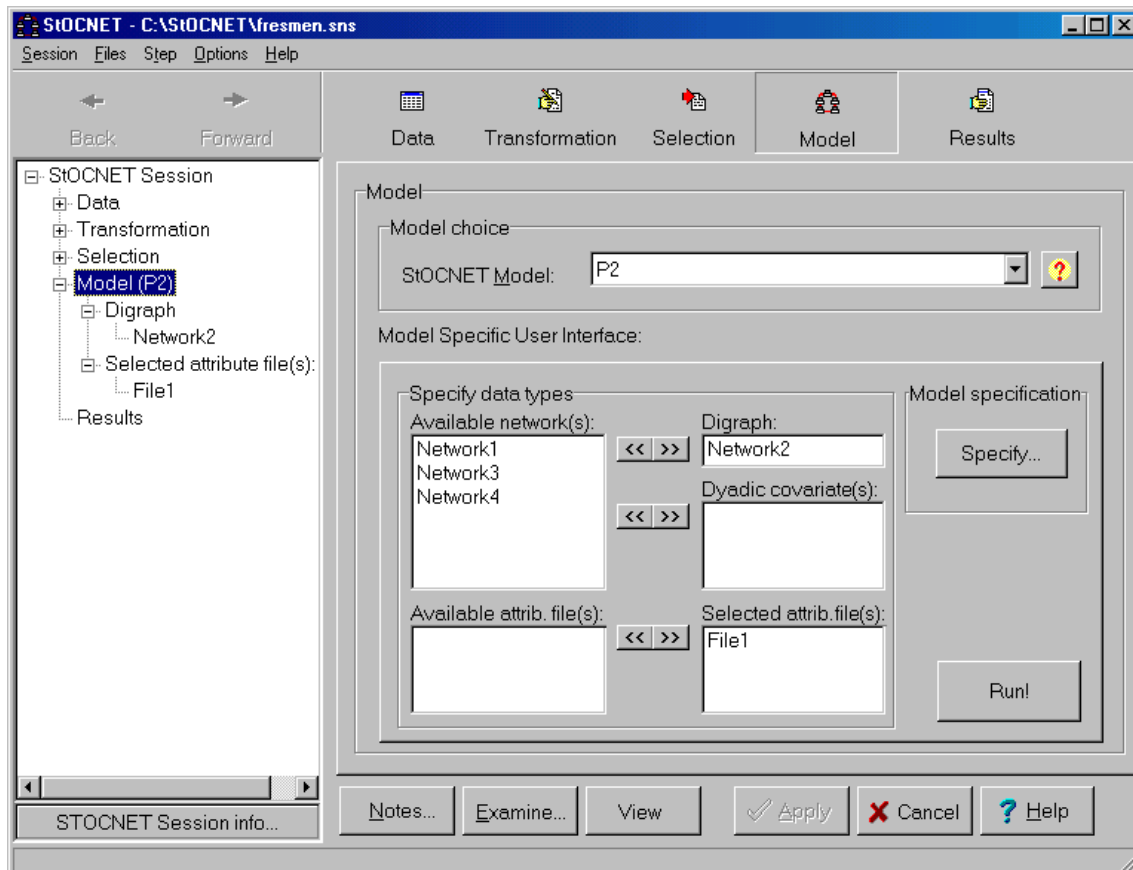 StOCNET - C:\StOCNET\fresmen.sns
Session Files Step Options Help
Back Forward
Data Transformation Selection Model Results
StOCNET Session
Data
Transformation
Selection
Model (P2)
Digraph
Network2
Selected attribute file(s):
File1
Results
STOCNET Session info...
Model
Model choice
StOCNET Model: P2 ?
Model Specific User Interface:
Specify data types
Available network(s):
Network1
Network3
Network4
<< >>
Digraph:
Network2
<< >>
Dyadic covariate(s):
Available attrib. file(s):
<< >>
Selected attrib.file(s):
File1
Model specification
Specify...
Run!
Notes... Examine... View Apply Cancel ? Help